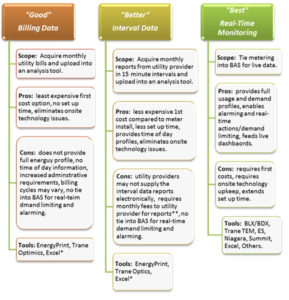 "Good"
Billing Data
Scope: Acquire monthly
utility bills and upload into
an analysis tool.
Pros: least expensive first
cost option, no set up
time, eliminates onsite
technology issues.
Cons: does not provide
full energy profile, no
time of day information,
increased adminstrative
requirements, billing
cycles may vary, no tie
into BAS for real-teim
demand limiting and
alarming.
Tools: EnergyPrint, Trane
Optimics, Excel*
"Better"
Interval Data
Scope: Acquire monthly
reports from utility provider
in 15 minute intervals and
upload into an analysis tool.
Pros: less expensive 1st
cost compared to meter
install, less set up time,
provides time of day
profiles, eliminates onsite
technology issues.
Cons: utility providers
may not supply the
interval data reports
electronically, requires
monthly fees to utility
provider for reports**, no
tie into BAS for real-time
demand limiting and
alarming.
Tools: EnergyPrint,
Trane Optics,
Excel*
"Best"
Real-Time
Monitoring
Scope: Tie metering
into BAS for live data.
Pros: provides full
usage and demand
profiles, enables
alarming and real-
time
actions/demand
limiting, feeds live
dashbaords.
Cons: requires first
costs, requires
onsite technology
upkeep, extends
set up time.
Tools: BLX/BDX,
Trane TEM, ES,
Niagara, Summit,
Excel, Others.